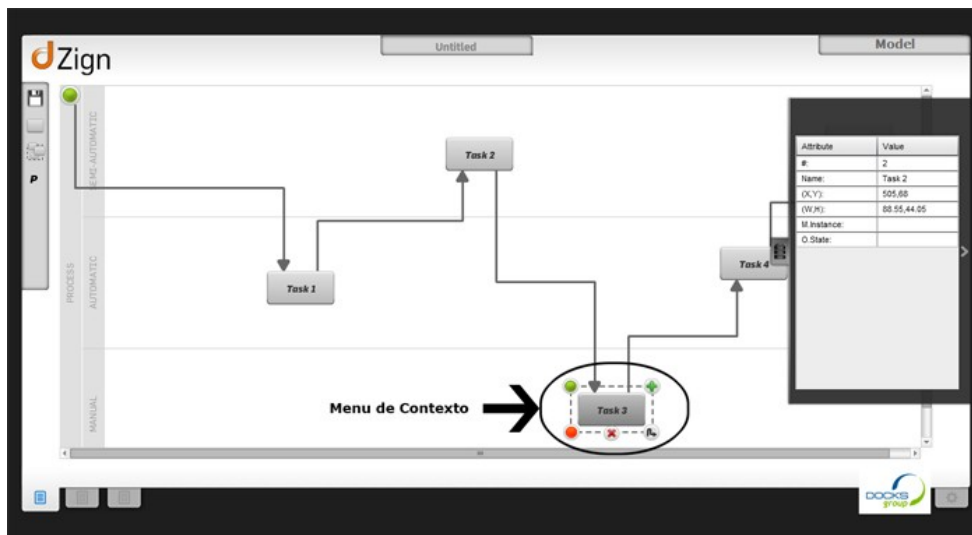 dZign
Untitled
Model
P
SEMI-AUTOMATIC
AUTOMATIC
MANUAL
PROCESS
Task 1
Task 2
Task 3
Task 4
Menu de Contexto
Attribute Value
#: 2
Name: Task 2
(X,Y): 505,68
(W,H): 88.55,44.05
M.Instance:
O.State:
DOCKS
group